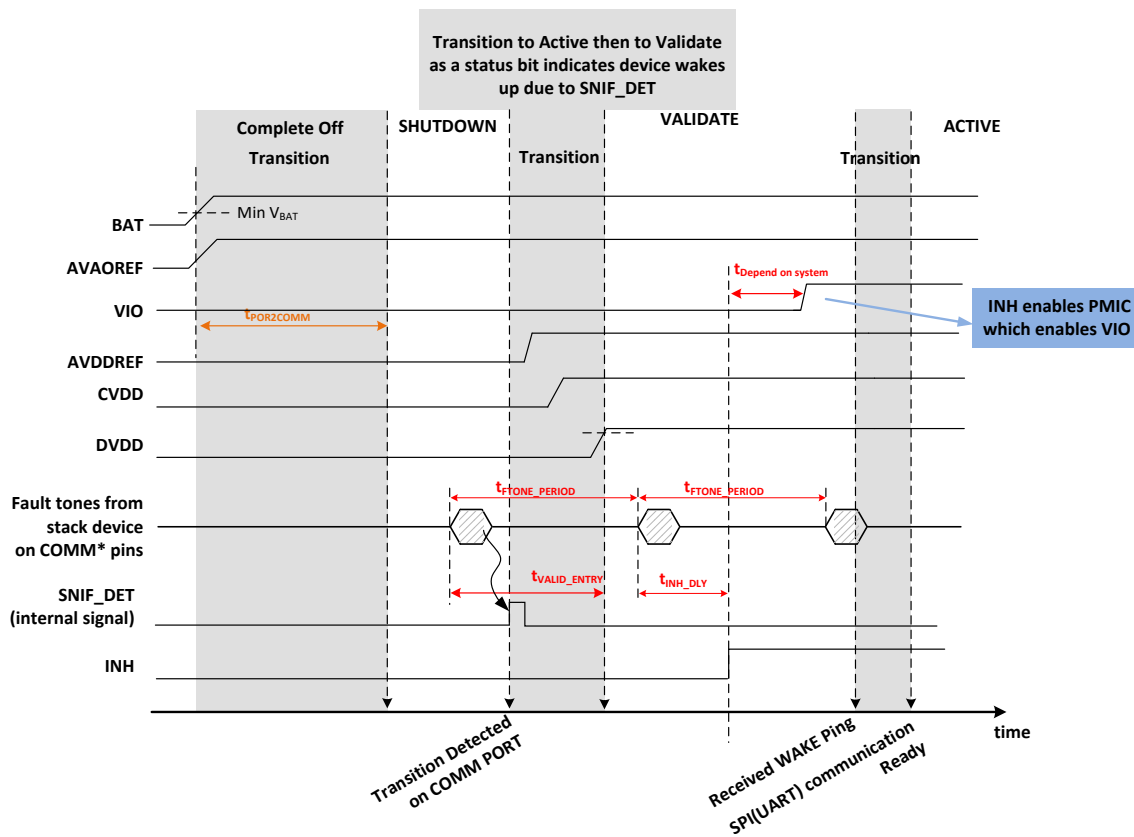 Transition to Active then to Validate
as a status bit indicates device wakes
up due to SNIF_DET
Complete Off
Transition
SHUTDOWN
Transition
VALIDATE
Transition
ACTIVE
Min VBAT
BAT
AVAOREF
tDepend on system
VIO
tPOR2COMM
INH enables PMIC
which enables VIO
AVDDREF
CVDD
DVDD
Fault tones from
stack device
on COMM* pins
tFTONE_PERIOD
tFTONE_PERIOD
tVALID_ENTRY
tINH_DLY
SNIF_DET
(internal signal)
INH
time
Transition Detected
on COMM PORT
Received WAKE Ping
SPI(UART) communication
Ready